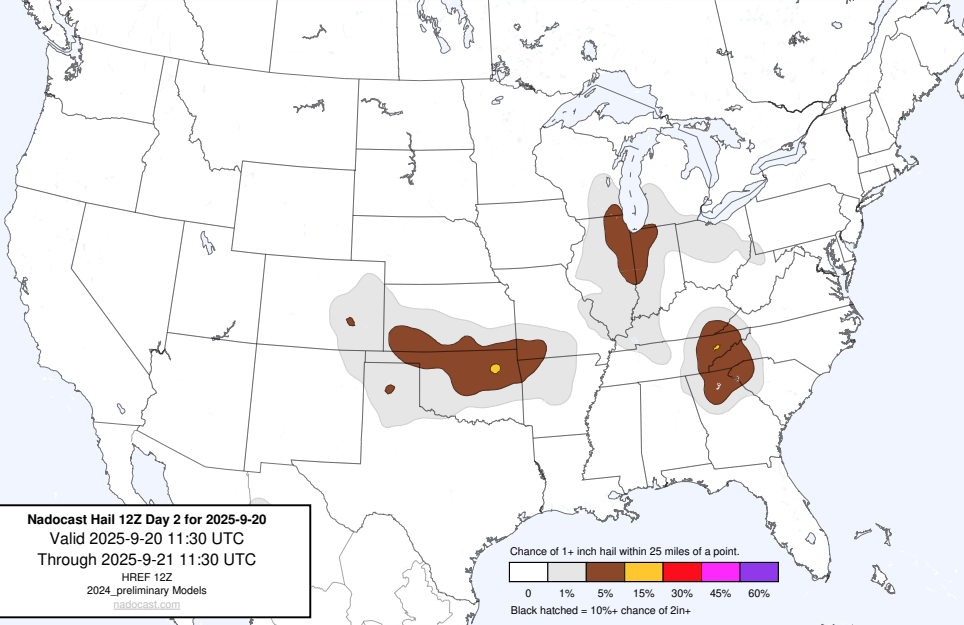 Nadocast Hail 12Z Day 2 for 2025-9-20
Valid 2025-9-20 11:30 UTC
Through 2025-9-21 11:30 UTC
HREF 12Z
2024_preliminary Models
nadocast.com
Chance of 1+ inch hail within 25 miles of a point.
0 1% 5% 15% 30% 45% 60%
Black hatched = 10%+ chance of 2in+